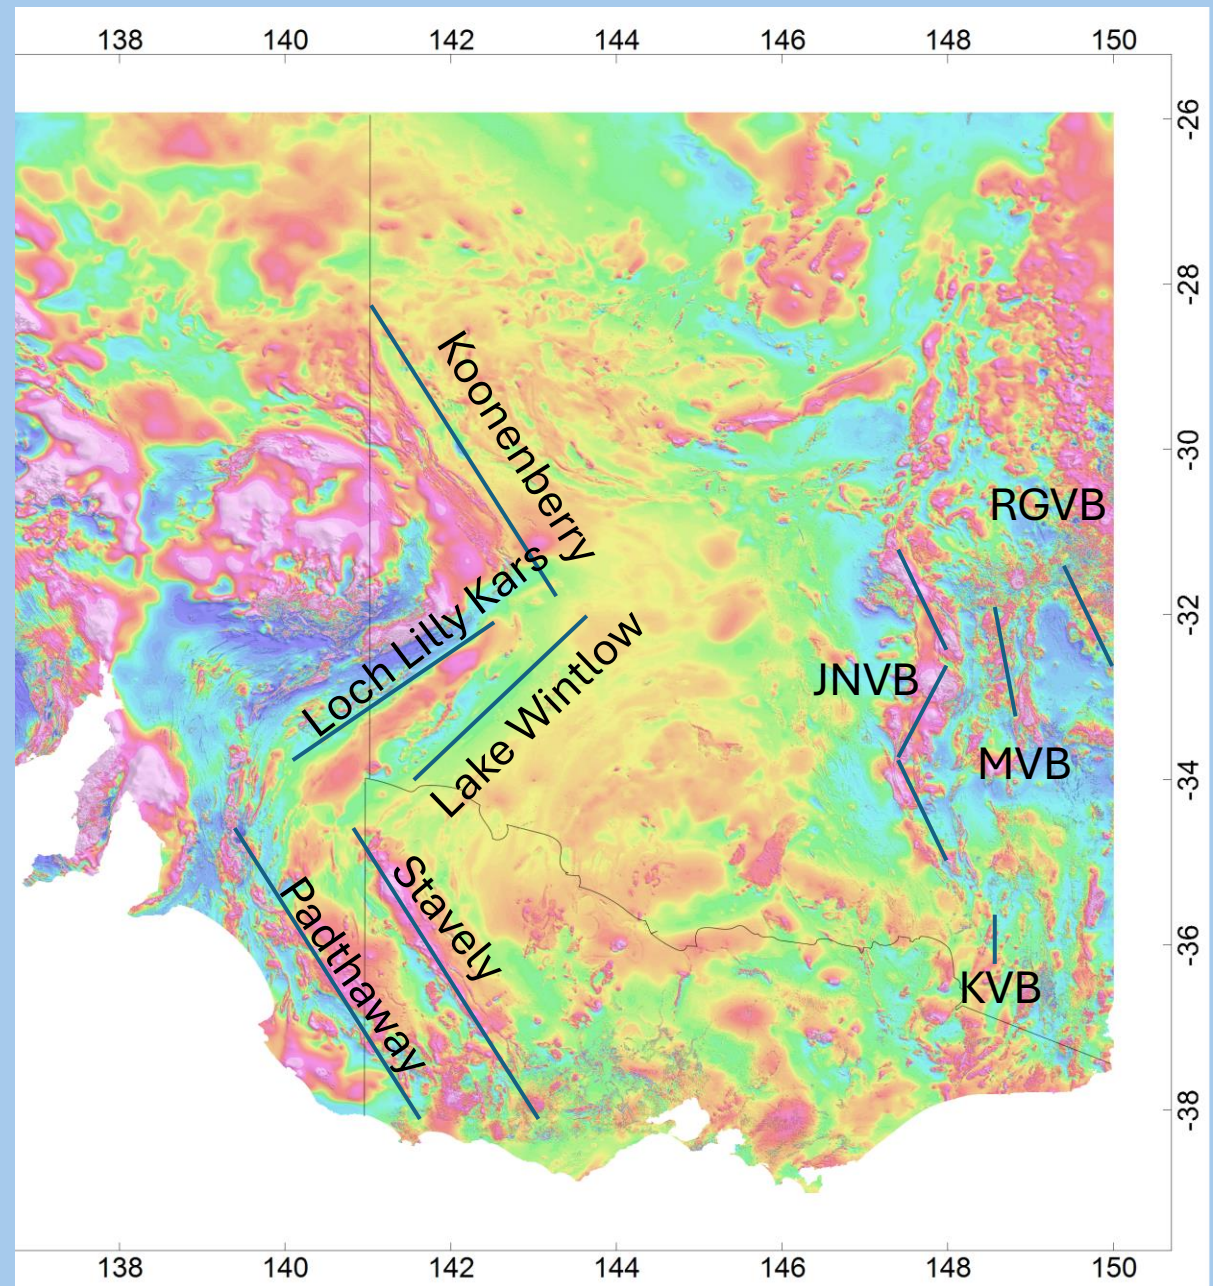 138 140 142 144 146 148 150
-26
-28
Koonenberry
-30
RGVB
Loch Lilly Kars
-32
Lake Wintlow
JNVB
MVB
-34
Stavely
Padthaway
-36
KVB
-38
138 140 142 144 146 148 150